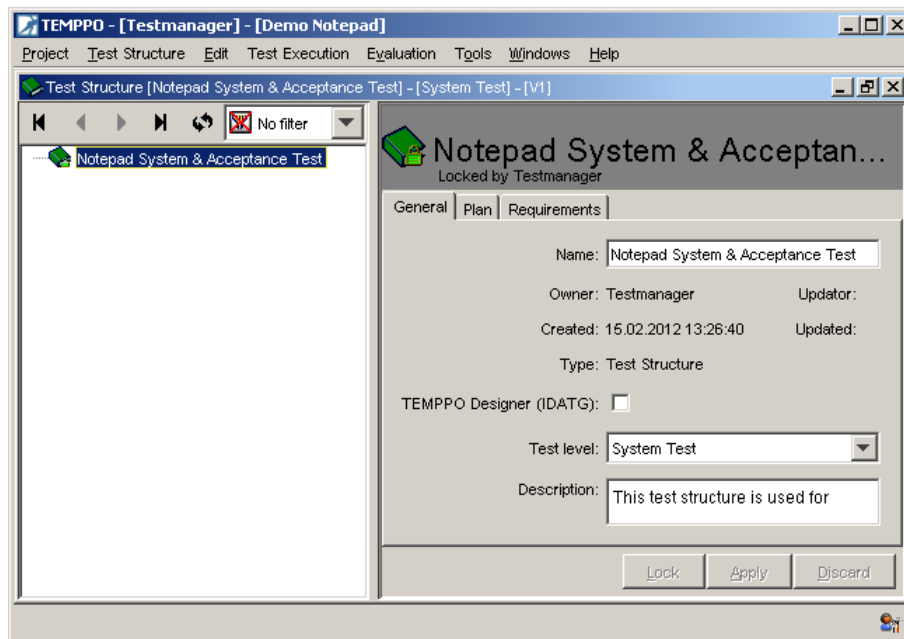 TEMPPO - [Testmanager] - [Demo Notepad]
Project Test Structure Edit Test Execution Evaluation Tools Windows Help
Test Structure [Notepad System & Acceptance Test] - [System Test] - [V1]
No filter
Notepad System & Acceptance Test
Notepad System & Acceptan...
Locked by Testmanager
General Plan Requirements
Name: Notepad System & Acceptance Test
Owner: Testmanager Updator:
Created: 15.02.2012 13:26:40 Updated:
Type: Test Structure
TEMPPO Designer (IDATG):
Test level: System Test
Description: This test structure is used for
Lock Apply Discard